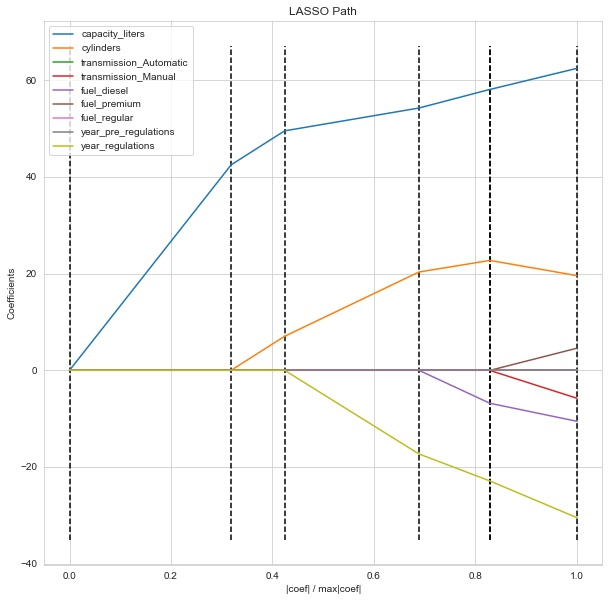 LASSO Path
capacity_liters
cylinders
transmission_Automatic
transmission_Manual
fuel_diesel
fuel_premium
fuel_regular
year_pre_regulations
year_regulations
60
40
20
0
−20
−40
Coefficients
0.0 0.2 0.4 0.6 0.8 1.0
|coef| / max|coef|